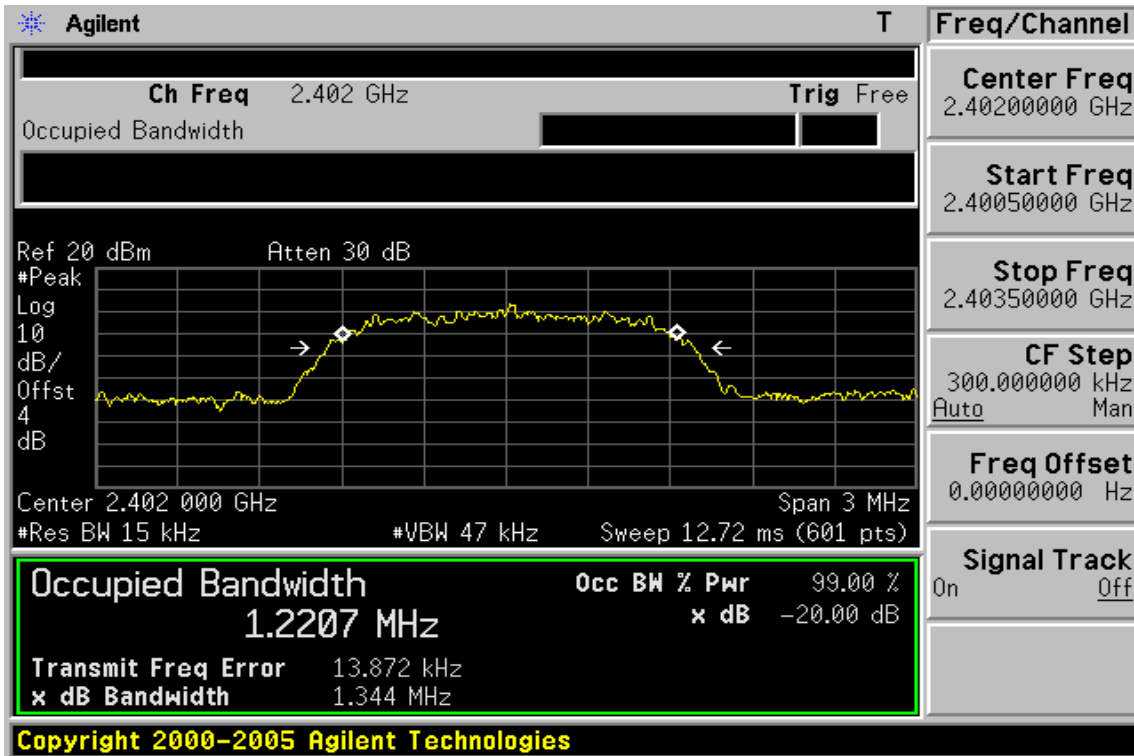 Agilent T
Ch Freq 2.402 GHz Trig Free
Occupied Bandwidth
Ref 20 dBm Atten 30 dB
#Peak
Log
10
dB/
Offst
4
dB
Center 2.402 000 GHz Span 3 MHz
#Res BW 15 kHz #VBW 47 kHz Sweep 12.72 ms (601 pts)
Occupied Bandwidth Occ BW % Pwr 99.00 %
1.2207 MHz x dB -20.00 dB
Transmit Freq Error 13.872 kHz
x dB Bandwidth 1.344 MHz
Copyright 2000-2005 Agilent Technologies
Freq/Channel
Center Freq
2.40200000 GHz
Start Freq
2.40050000 GHz
Stop Freq
2.40350000 GHz
CF Step
300.000000 kHz
Auto Man
Freq Offset
0.00000000 Hz
Signal Track
On Off